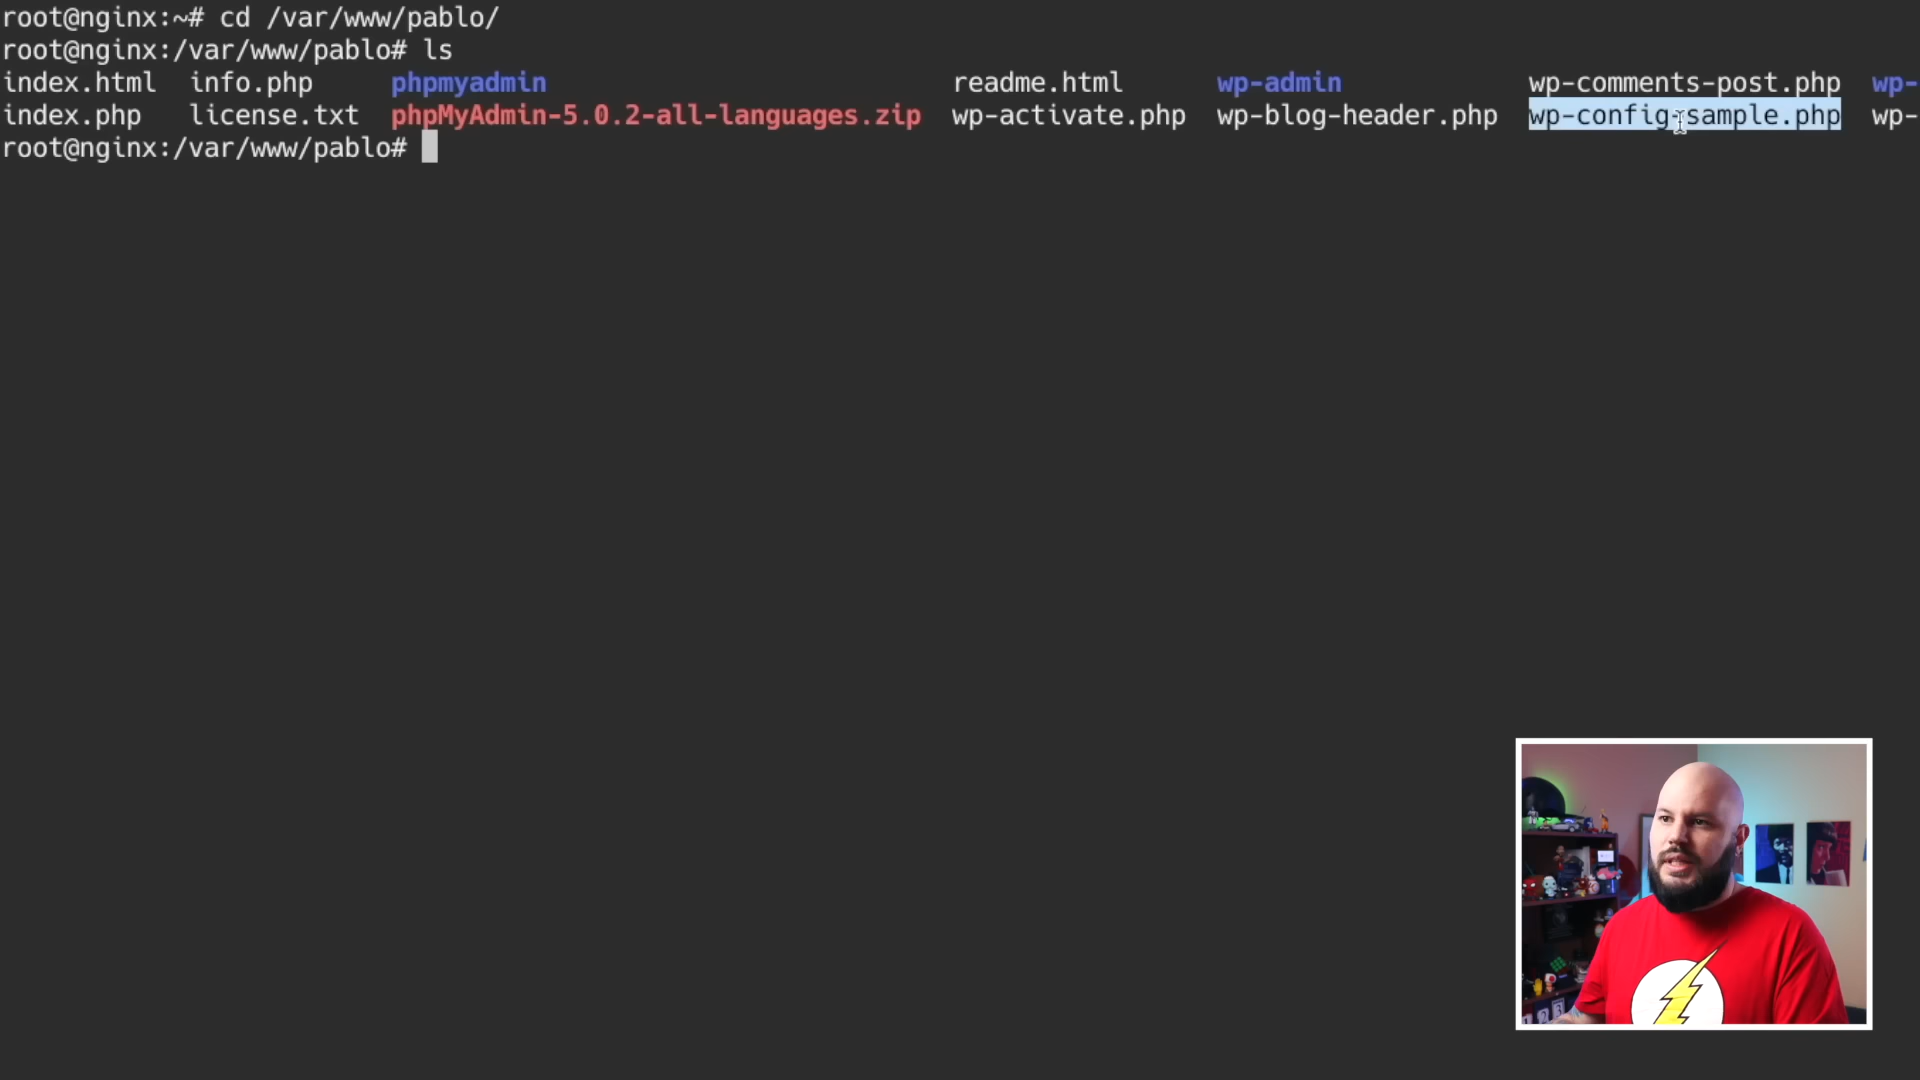 root@nginx:~# cd /var/www/pablo/
root@nginx:/var/www/pablo# ls
index.html  info.php     phpmyadmin                          readme.html      wp-admin            wp-comments-post.php  wp-
index.php   license.txt  phpMyAdmin-5.0.2-all-languages.zip  wp-activate.php  wp-blog-header.php  wp-config-sample.php  wp-
root@nginx:/var/www/pablo#